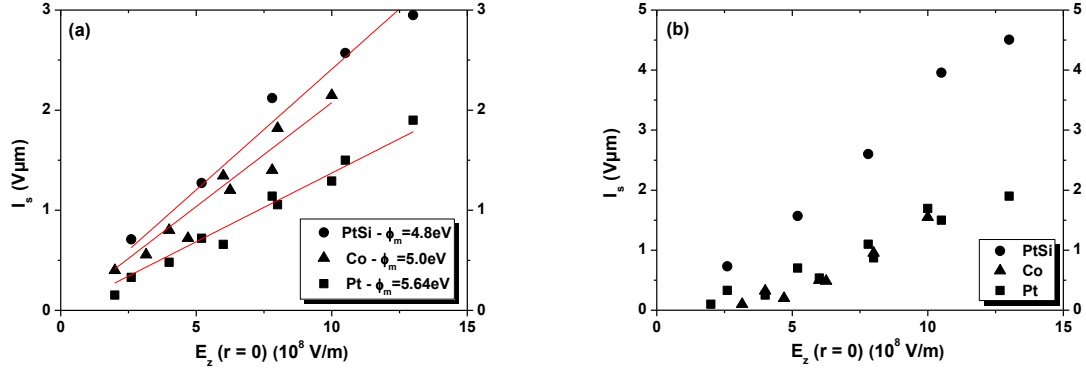 (a)
3
2
1
0
3
2
1
0
I_s (Vµm)
PtSi - ϕ_m=4.8eV
Co - ϕ_m=5.0eV
Pt - ϕ_m=5.64eV
0 5 10 15
E_z (r = 0) (10^8 V/m)
(b)
5
4
3
2
1
0
5
4
3
2
1
0
I_s (Vµm)
PtSi
Co
Pt
0 5 10 15
E_z (r = 0) (10^8 V/m)